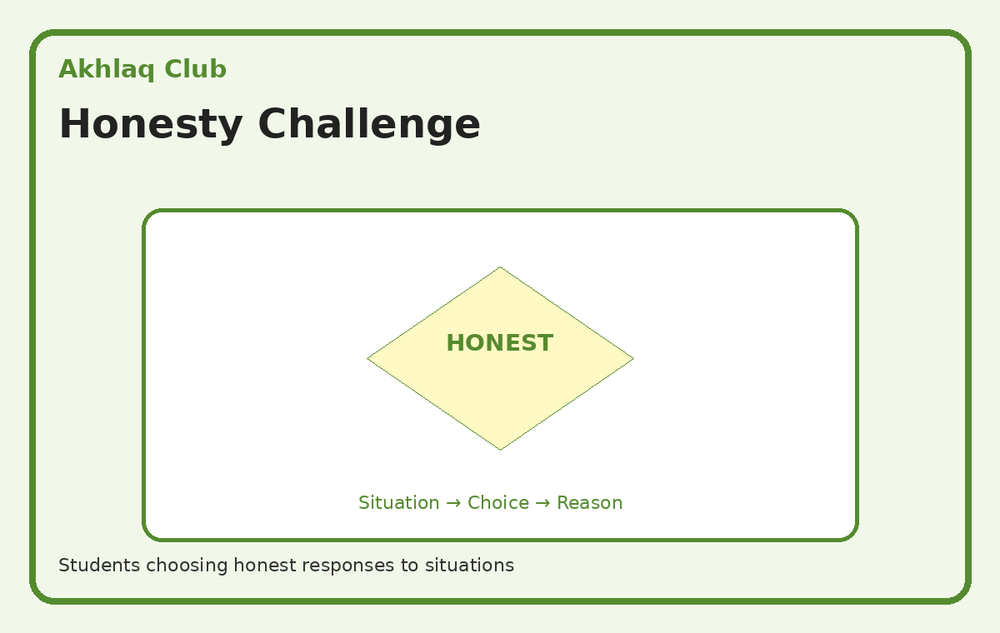 Akhlaq Club
Honesty Challenge
HONEST
Situation → Choice → Reason
Students choosing honest responses to situations